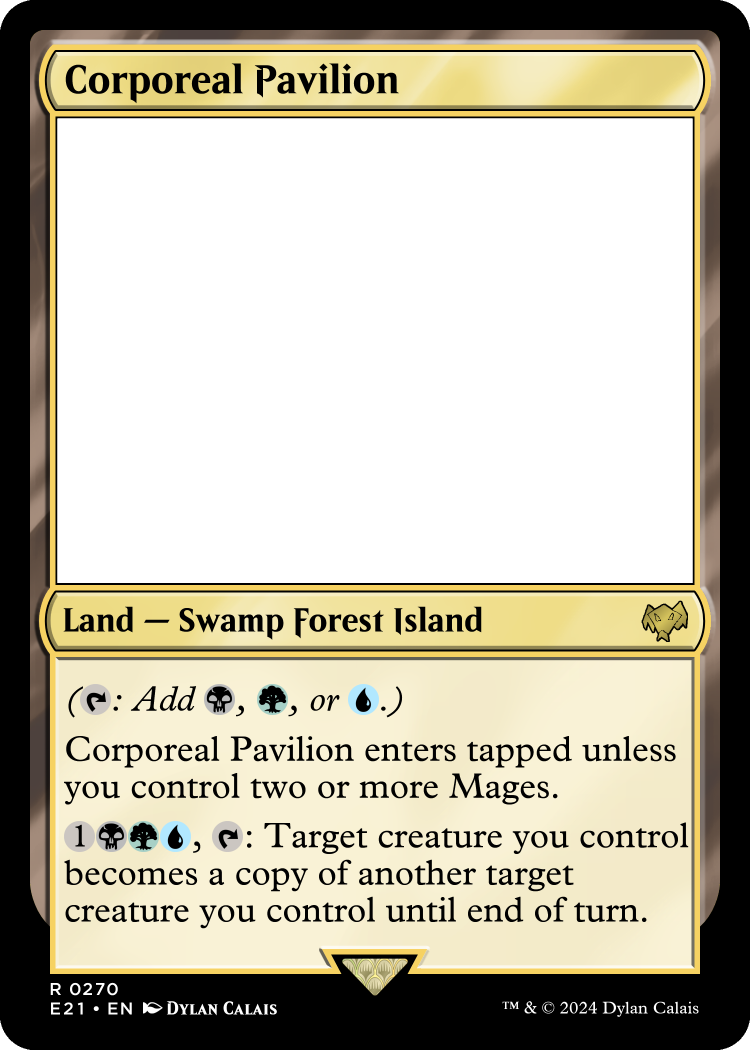 Corporeal Pavilion
Land — Swamp Forest Island
(: Add , , or .)
Corporeal Pavilion enters tapped unless
you control two or more Mages.
1, : Target creature you control
becomes a copy of another target
creature you control until end of turn.
R 0270
E21 • EN DYLAN CALAIS
™ & © 2024 Dylan Calais